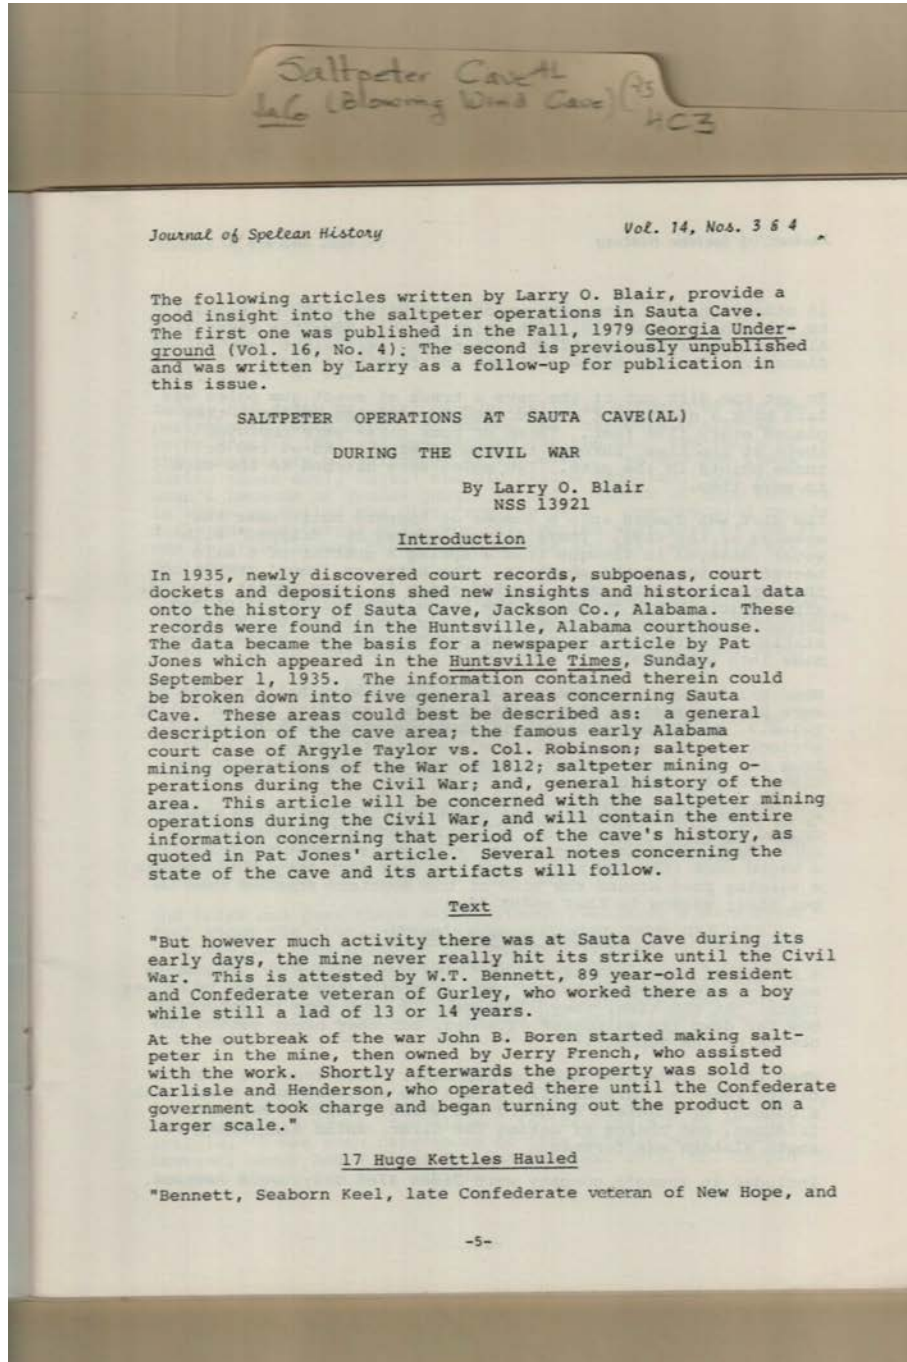 Saltpeter Cave AL
JaCo (Blowing Wind Cave)
4C3
Journal of Spelean History
Vol. 14, Nos. 3 & 4
The following articles written by Larry O. Blair, provide a
good insight into the saltpeter operations in Sauta Cave.
The first one was published in the Fall, 1979 Georgia Under-
ground (Vol. 16, No. 4); The second is previously unpublished
and was written by Larry as a follow-up for publication in
this issue.
SALTPETER OPERATIONS AT SAUTA CAVE(AL)
DURING THE CIVIL WAR
By Larry O. Blair
NSS 13921
Introduction
In 1935, newly discovered court records, subpoenas, court
dockets and depositions shed new insights and historical data
onto the history of Sauta Cave, Jackson Co., Alabama. These
records were found in the Huntsville, Alabama courthouse.
The data became the basis for a newspaper article by Pat
Jones which appeared in the Huntsville Times, Sunday,
September 1, 1935. The information contained therein could
be broken down into five general areas concerning Sauta
Cave. These areas could best be described as: a general
description of the cave area; the famous early Alabama
court case of Argyle Taylor vs. Col. Robinson; saltpeter
mining operations of the War of 1812; saltpeter mining o-
perations during the Civil War; and, general history of the
area. This article will be concerned with the saltpeter mining
operations during the Civil War, and will contain the entire
information concerning that period of the cave's history, as
quoted in Pat Jones' article. Several notes concerning the
state of the cave and its artifacts will follow.
Text
"But however much activity there was at Sauta Cave during its
early days, the mine never really hit its strike until the Civil
War. This is attested by W.T. Bennett, 89 year-old resident
and Confederate veteran of Gurley, who worked there as a boy
while still a lad of 13 or 14 years.
At the outbreak of the war John B. Boren started making salt-
peter in the mine, then owned by Jerry French, who assisted
with the work. Shortly afterwards the property was sold to
Carlisle and Henderson, who operated there until the Confederate
government took charge and began turning out the product on a
larger scale."
17 Huge Kettles Hauled
"Bennett, Seaborn Keel, late Confederate veteran of New Hope, and
-5-